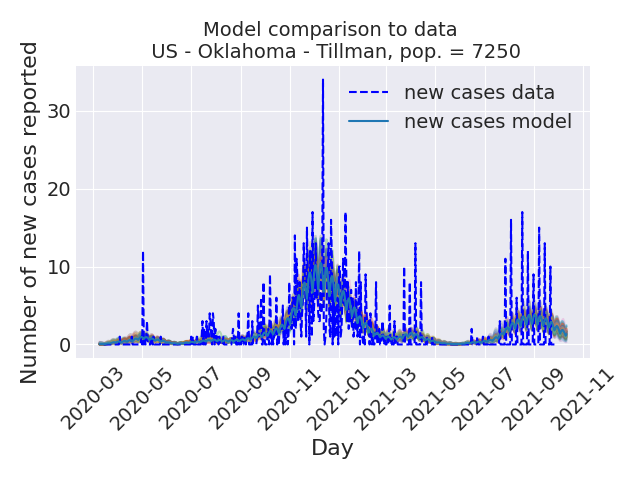 Model comparison to data
US - Oklahoma - Tillman, pop. = 7250
Number of new cases reported
new cases data
new cases model
30
20
10
0
2020-03
2020-05
2020-07
2020-09
2020-11
2021-01
2021-03
2021-05
2021-07
2021-09
2021-11
Day